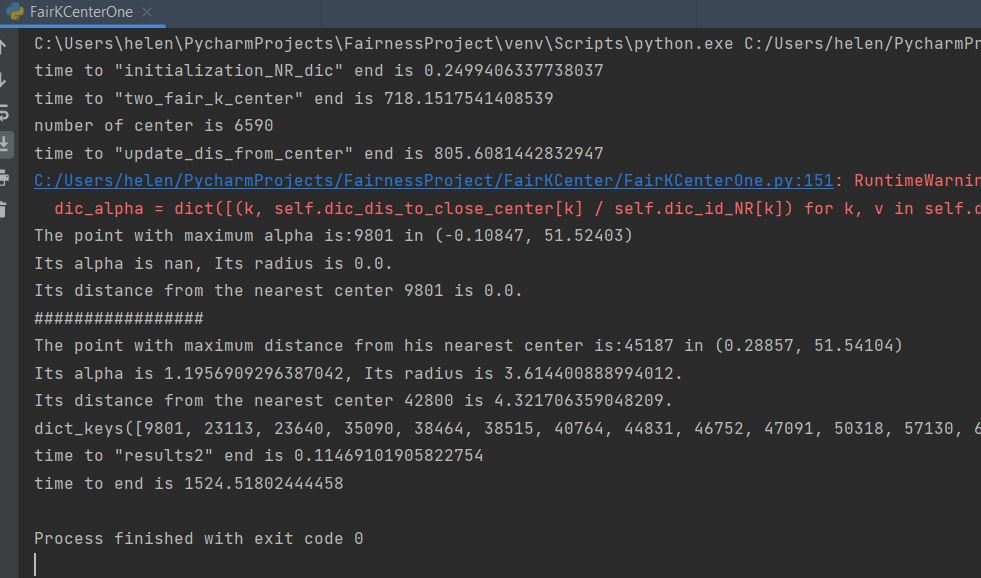 FairKCenterOne
C:\Users\helen\PycharmProjects\FairnessProject\venv\Scripts\python.exe C:/Users/helen/PycharmPr
time to "initialization_NR_dic" end is 0.2499406337738037
time to "two_fair_k_center" end is 718.1517541408539
number of center is 6590
time to "update_dis_from_center" end is 805.6081442832947
C:/Users/helen/PycharmProjects/FairnessProject/FairKCenter/FairKCenterOne.py:151: RuntimeWarnin
dic_alpha = dict([(k, self.dic_dis_to_close_center[k] / self.dic_id_NR[k]) for k, v in self.d
The point with maximum alpha is:9801 in (-0.10847, 51.52403)
Its alpha is nan, Its radius is 0.0.
Its distance from the nearest center 9801 is 0.0.
#################
The point with maximum distance from his nearest center is:45187 in (0.28857, 51.54104)
Its alpha is 1.1956909296387042, Its radius is 3.614400888994012.
Its distance from the nearest center 42800 is 4.321706359048209.
dict_keys([9801, 23113, 23640, 35090, 38464, 38515, 40764, 44831, 46752, 47091, 50318, 57130, 6
time to "results2" end is 0.11469101905822754
time to end is 1524.51802444458
Process finished with exit code 0